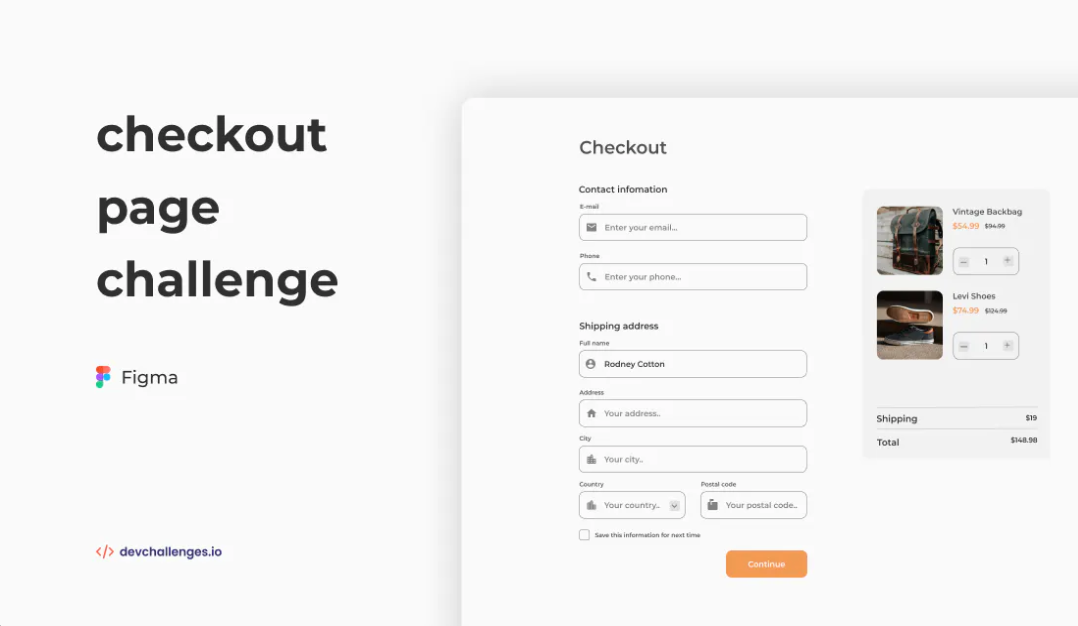 checkout
page
challenge
Figma
devchallenges.io
Checkout
Contact infomation
E-mail
Enter your email...
Phone
Enter your phone...
Shipping address
Full name
Rodney Cotton
Address
Your address..
City
Your city..
Country
Your country..
Postal code
Your postal code..
Save this information for next time
Continue
Vintage Backbag
$54.99 $94.99
1
Levi Shoes
$74.99 $124.99
1
Shipping $19
Total $148.98